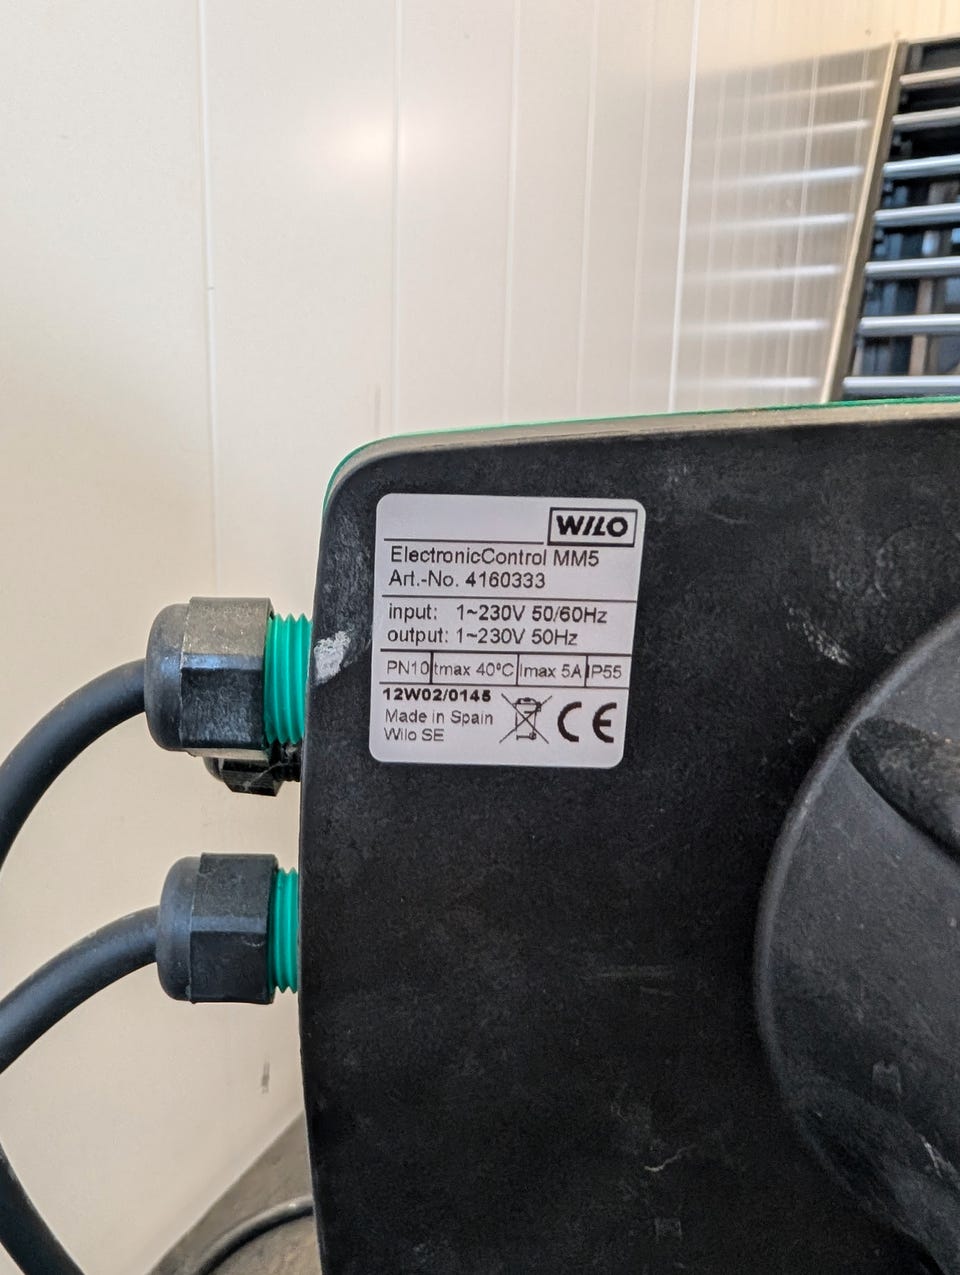 WILO
ElectronicControl MM5
Art.-No. 4160333
input: 1~230V 50/60Hz
output: 1~230V 50Hz
PN10 tmax 40°C Imax 5A IP55
12W02/0145
Made in Spain
Wilo SE
CE